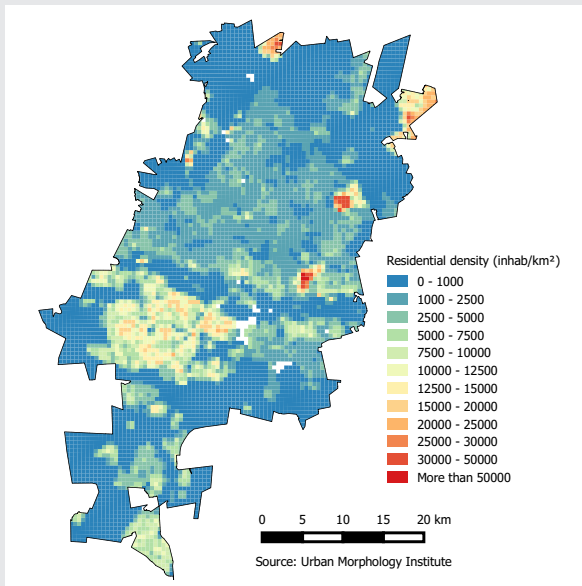 Residential density (inhab/km²)
0 - 1000
1000 - 2500
2500 - 5000
5000 - 7500
7500 - 10000
10000 - 12500
12500 - 15000
15000 - 20000
20000 - 25000
25000 - 30000
30000 - 50000
More than 50000
0 5 10 15 20 km
Source: Urban Morphology Institute